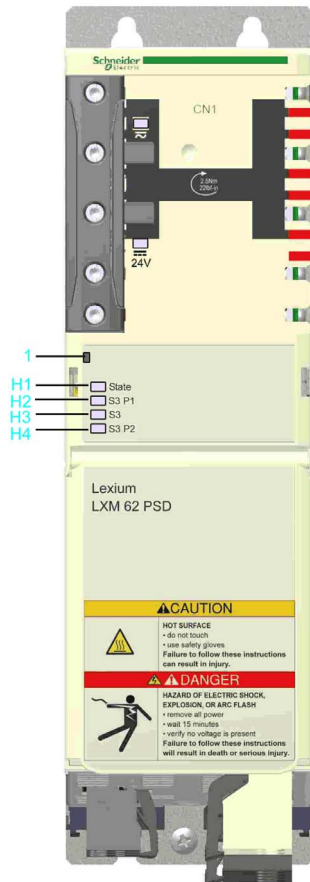 Schneider
Electric
CN1
2.5Nm
22lbf-in
24V
1
H1 State
H2 S3 P1
H3 S3
H4 S3 P2
Lexium
LXM 62 PSD
CAUTION
HOT SURFACE
• do not touch
• use safety gloves
Failure to follow these instructions
can result in injury.
DANGER
HAZARD OF ELECTRIC SHOCK,
EXPLOSION, OR ARC FLASH
• remove all power
• wait 15 minutes
• verify no voltage is present
Failure to follow these instructions
will result in death or serious injury.